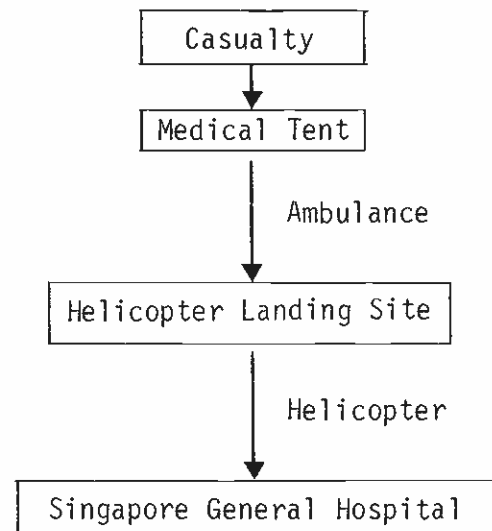 Casualty
Medical Tent
Ambulance
Helicopter Landing Site
Helicopter
Singapore General Hospital